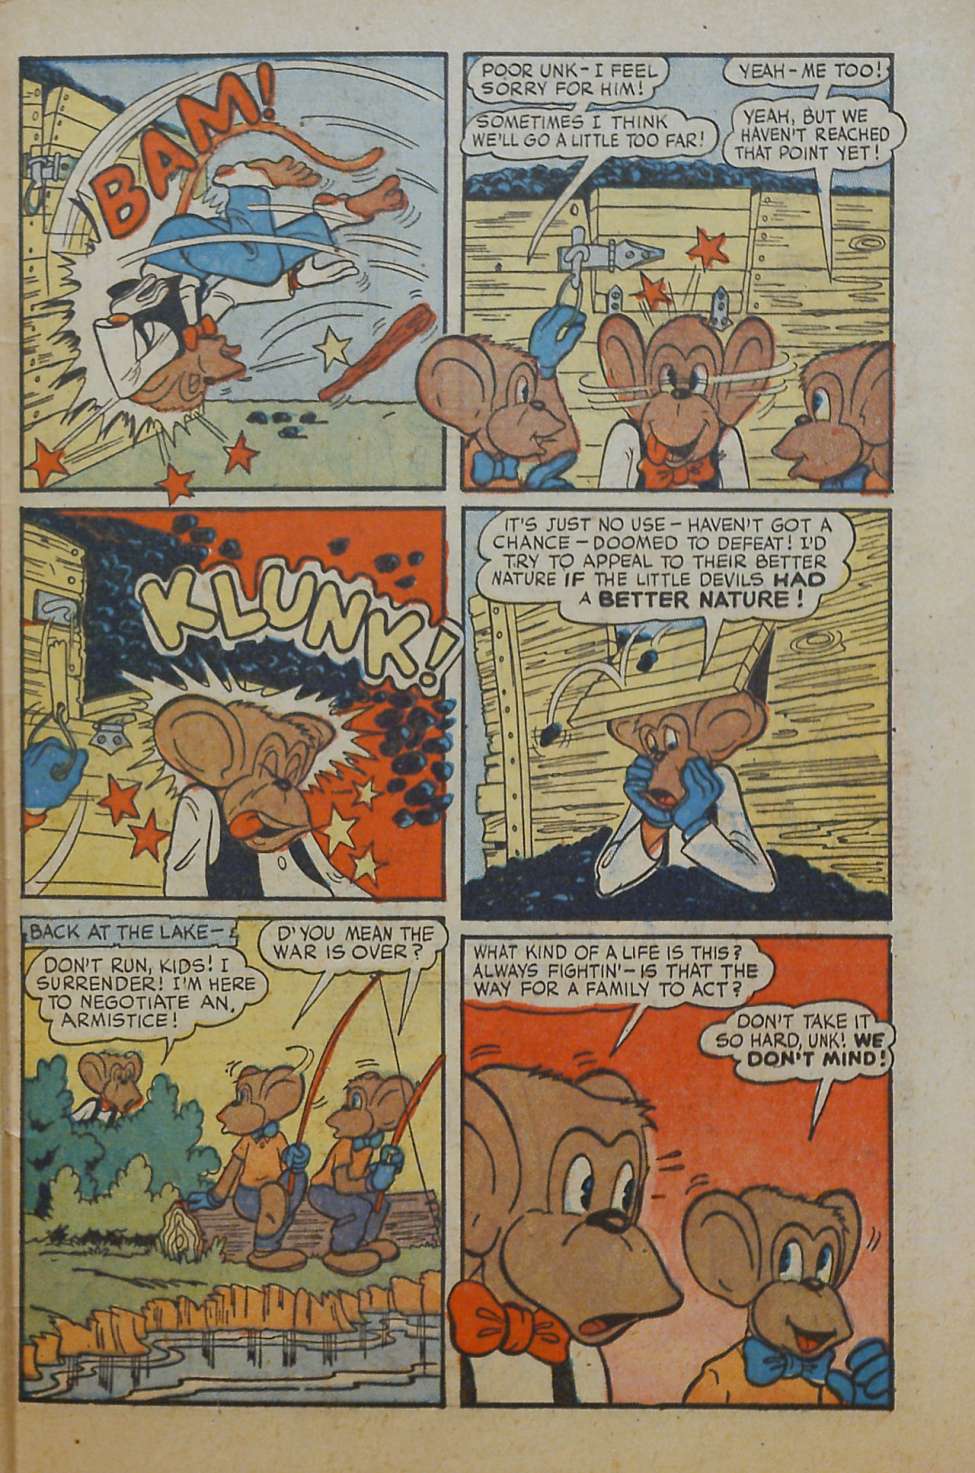 BAM!
POOR UNK - I FEEL
SORRY FOR HIM!
SOMETIMES I THINK
WE'LL GO A LITTLE TOO FAR!
YEAH - ME TOO!
YEAH, BUT WE
HAVEN'T REACHED
THAT POINT YET!
KLUNK!
IT'S JUST NO USE - HAVEN'T GOT A
CHANCE - DOOMED TO DEFEAT! I'D
TRY TO APPEAL TO THEIR BETTER
NATURE IF THE LITTLE DEVILS HAD
A BETTER NATURE!
BACK AT THE LAKE -
DON'T RUN, KIDS! I
SURRENDER! I'M HERE
TO NEGOTIATE AN
ARMISTICE!
D'YOU MEAN THE
WAR IS OVER?
WHAT KIND OF A LIFE IS THIS?
ALWAYS FIGHTIN' - IS THAT THE
WAY FOR A FAMILY TO ACT?
DON'T TAKE IT
SO HARD, UNK! WE
DON'T MIND!